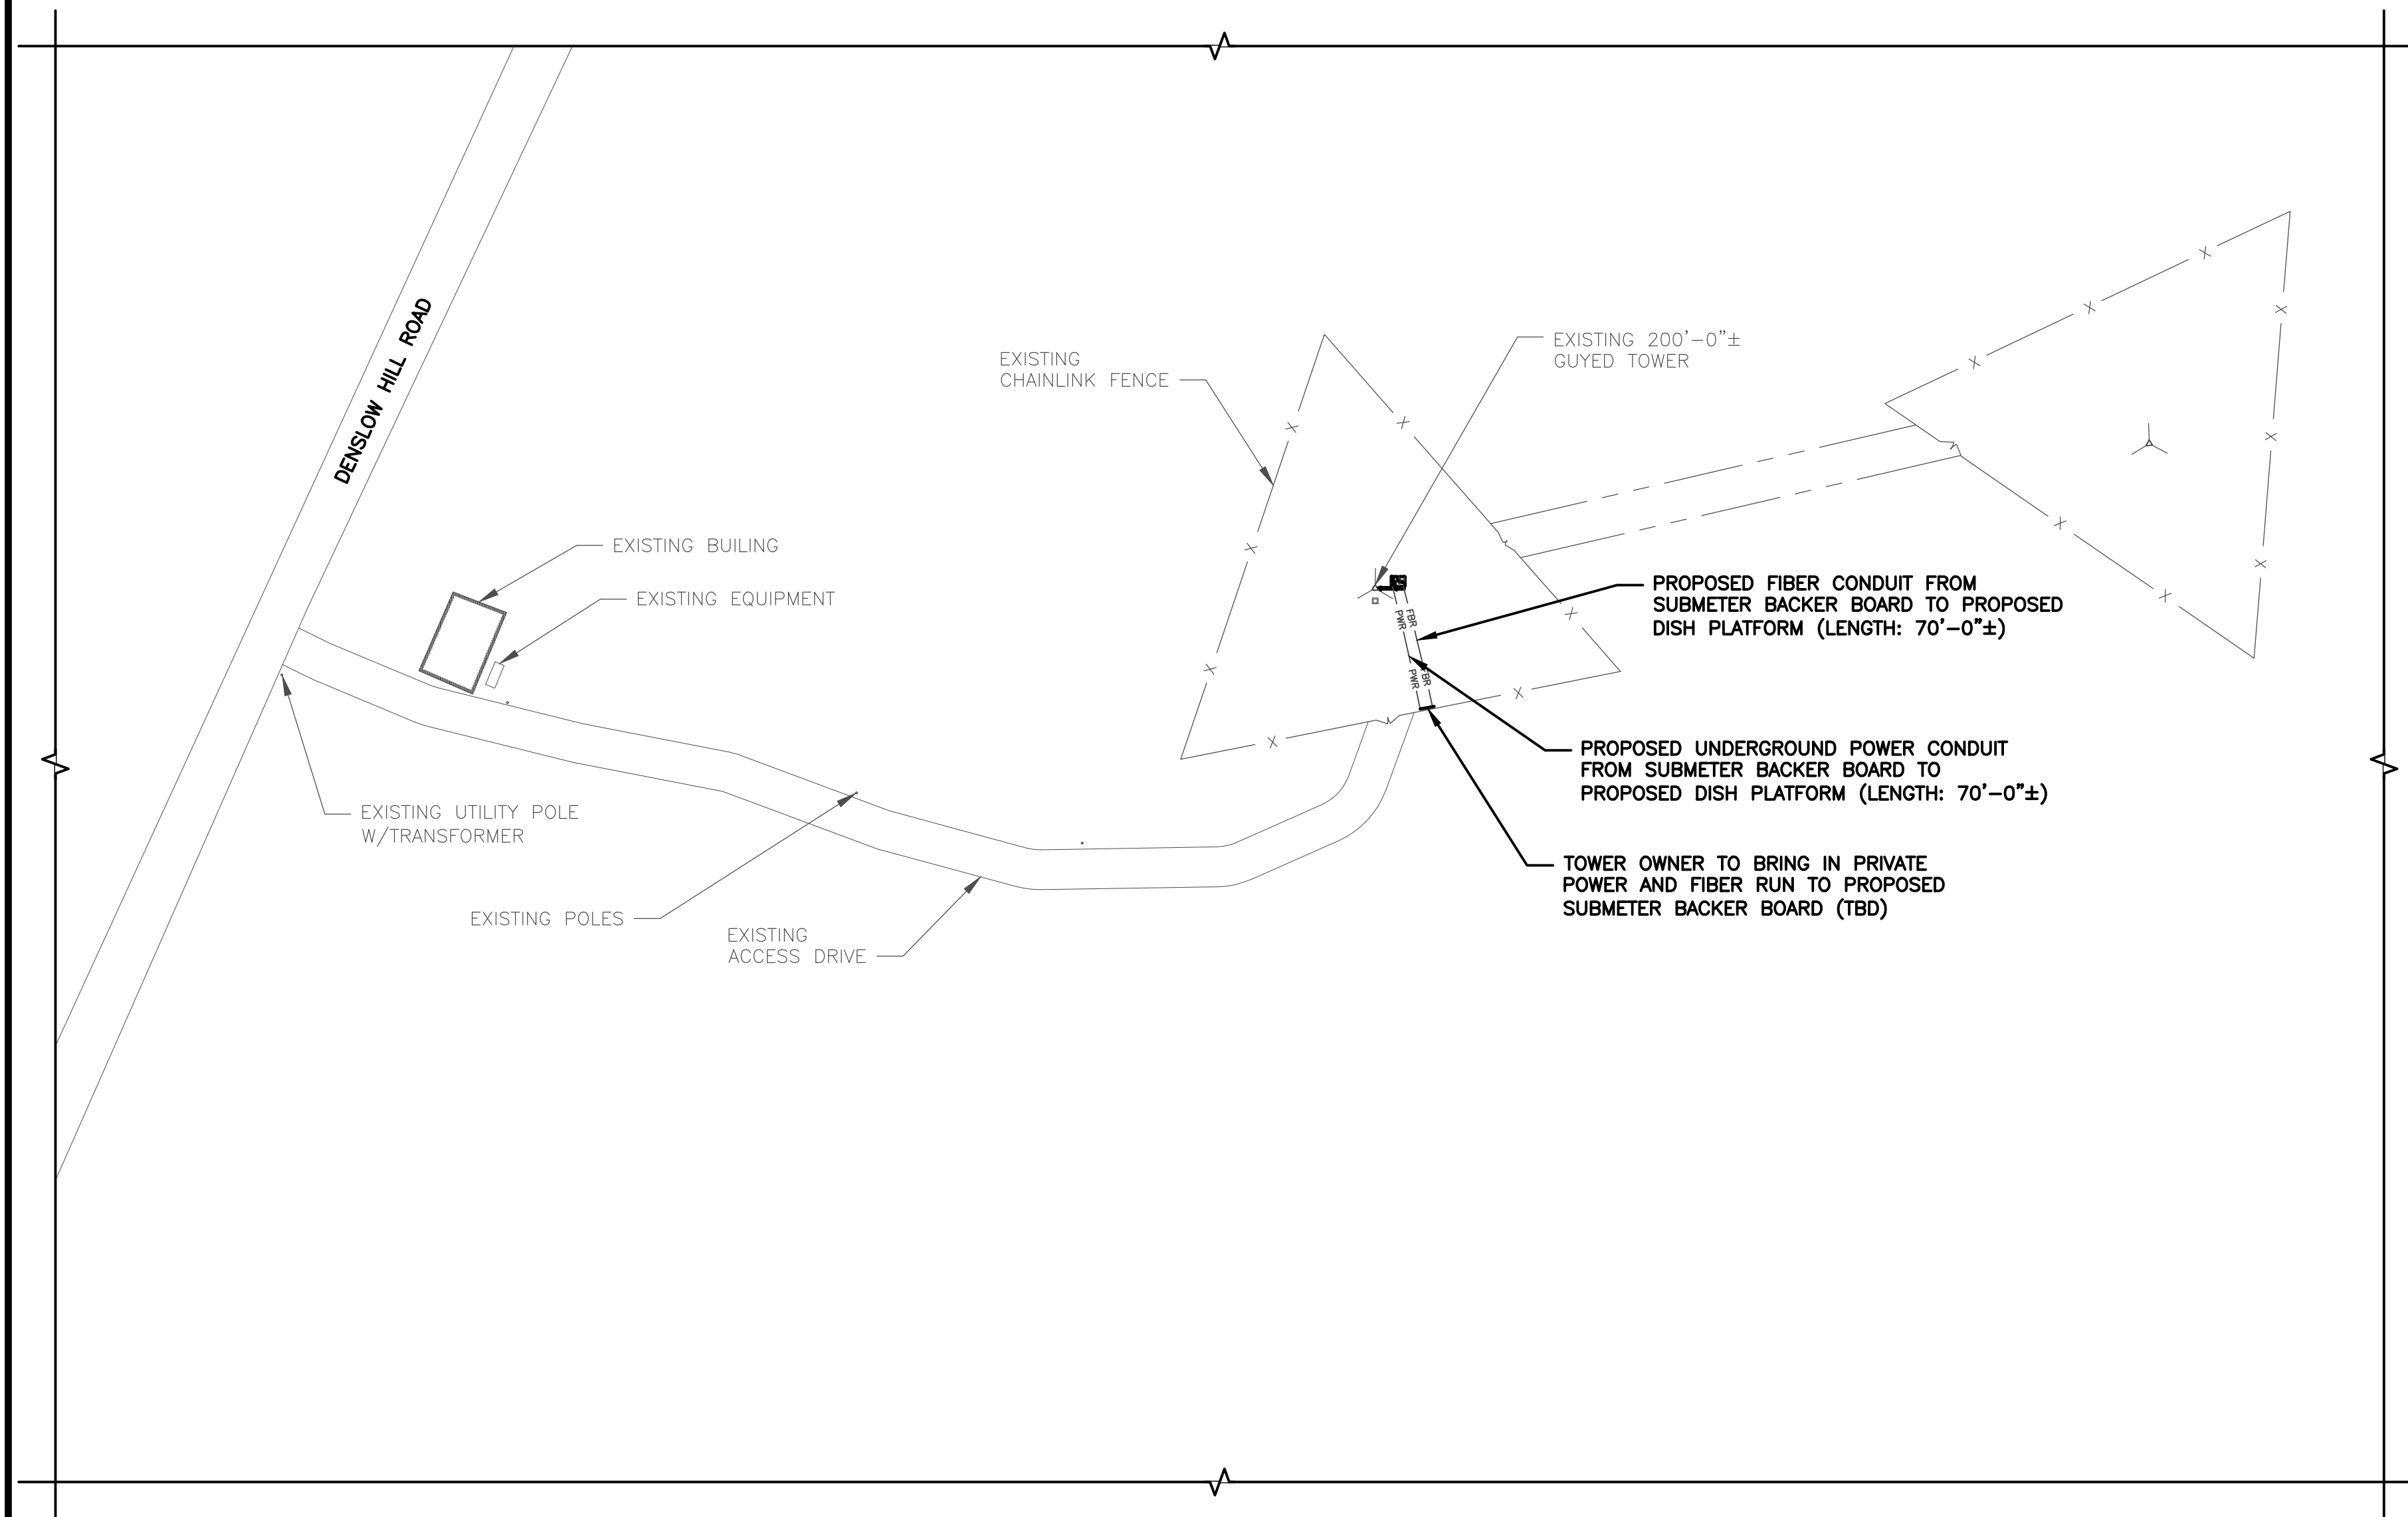 DENSLOW HILL ROAD
EXISTING
CHAINLINK FENCE
EXISTING 200'-0"±
GUYED TOWER
EXISTING BUILING
EXISTING EQUIPMENT
PROPOSED FIBER CONDUIT FROM
SUBMETER BACKER BOARD TO PROPOSED
DISH PLATFORM (LENGTH: 70'-0"±)
FBR
PWR
FBR
PWR
PROPOSED UNDERGROUND POWER CONDUIT
FROM SUBMETER BACKER BOARD TO
PROPOSED DISH PLATFORM (LENGTH: 70'-0"±)
EXISTING UTILITY POLE
W/TRANSFORMER
TOWER OWNER TO BRING IN PRIVATE
POWER AND FIBER RUN TO PROPOSED
SUBMETER BACKER BOARD (TBD)
EXISTING POLES
EXISTING
ACCESS DRIVE